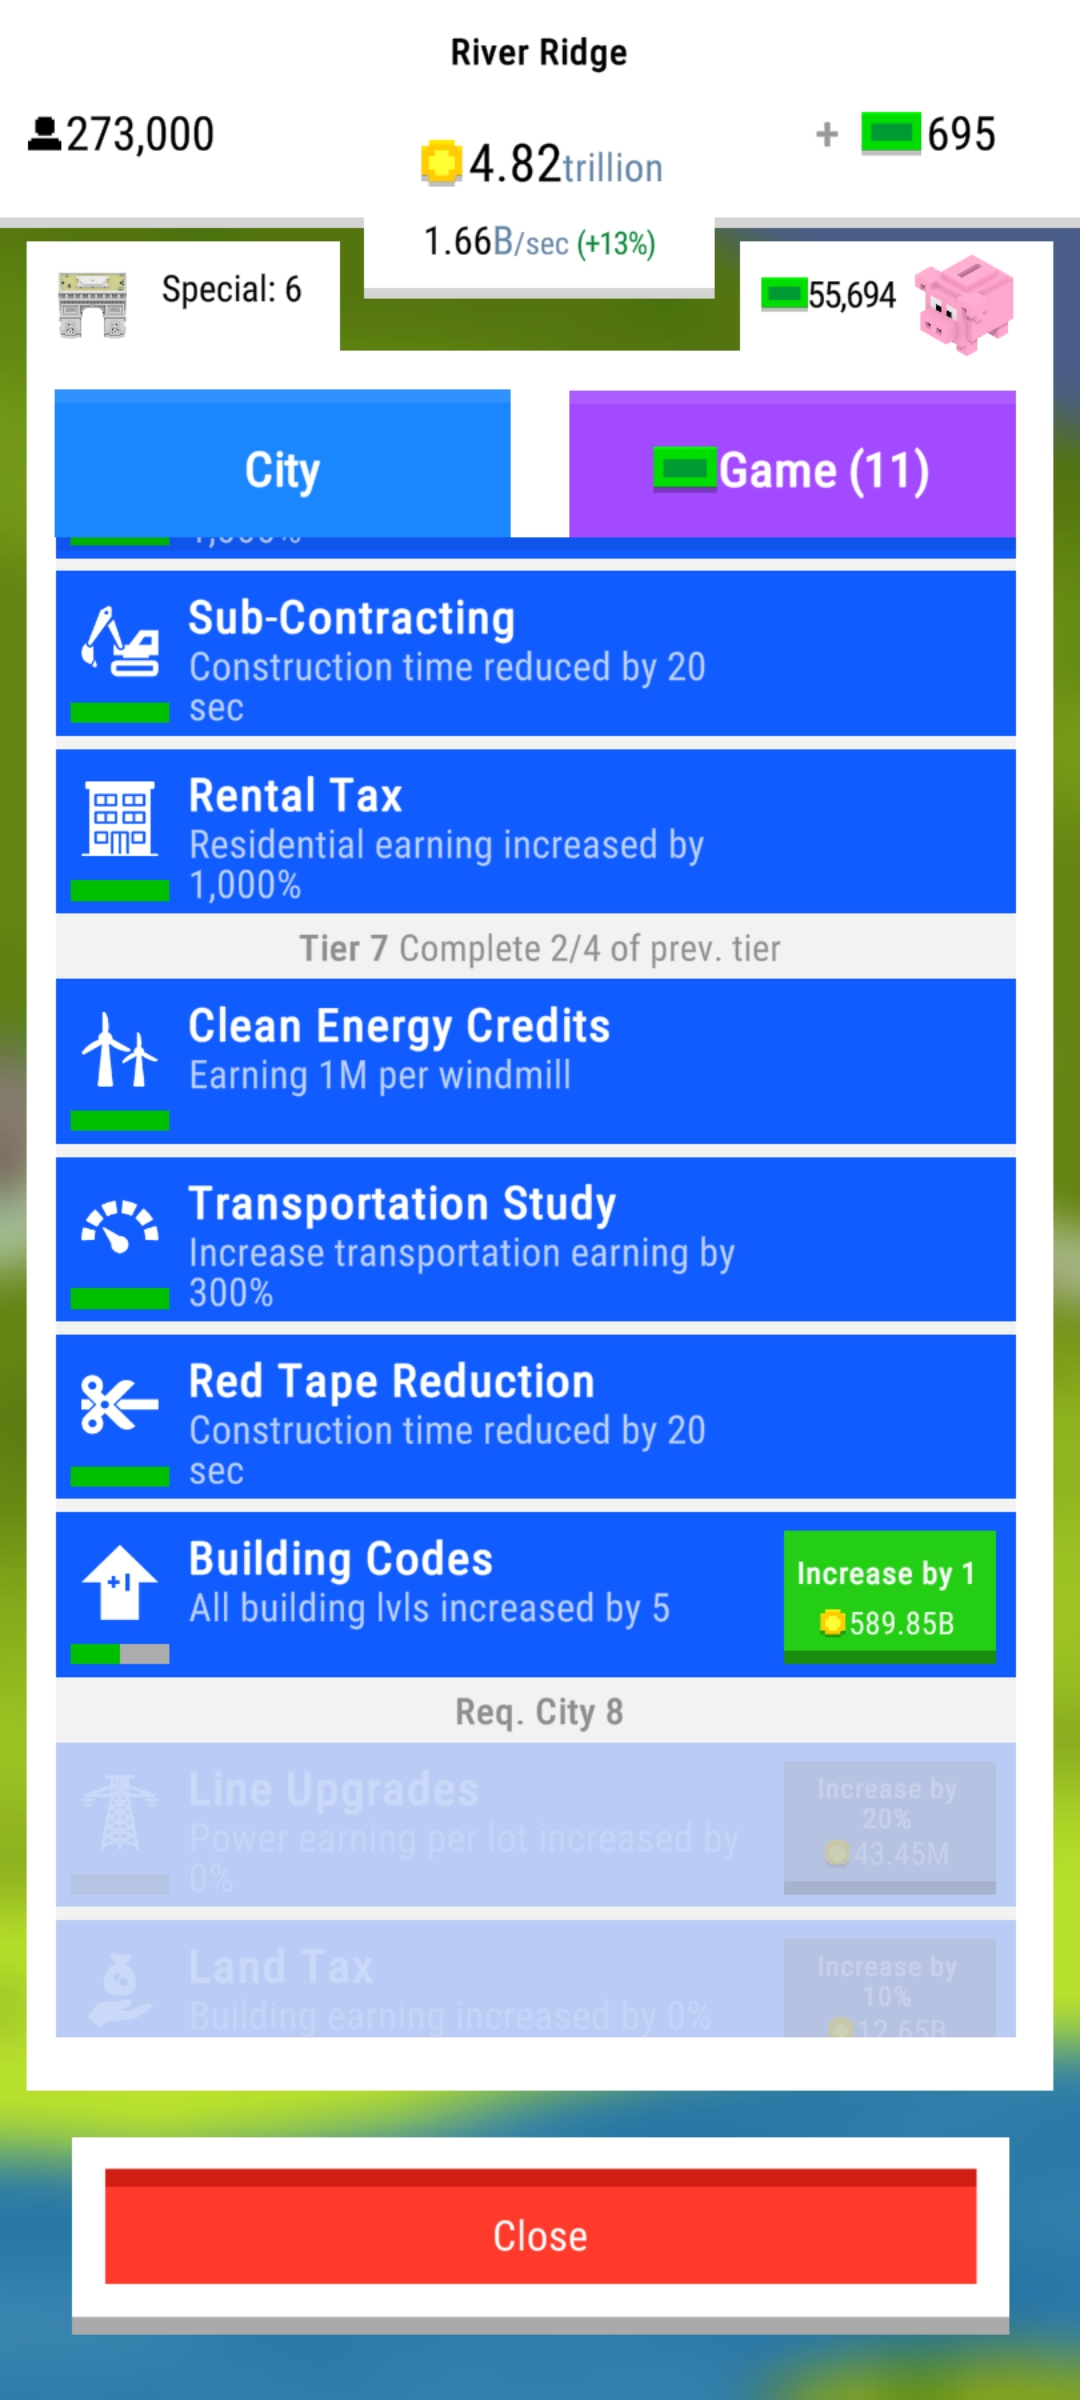 River Ridge
273,000
4.82trillion
+ 695
1.66B/sec (+13%)
Special: 6
55,694
City
Game (11)
Sub-Contracting
Construction time reduced by 20
sec
Rental Tax
Residential earning increased by
1,000%
Tier 7 Complete 2/4 of prev. tier
Clean Energy Credits
Earning 1M per windmill
Transportation Study
Increase transportation earning by
300%
Red Tape Reduction
Construction time reduced by 20
sec
+1
Building Codes
All building lvls increased by 5
Increase by 1
589.85B
Req. City 8
Line Upgrades
Power earning per lot increased by
0%
Increase by
20%
43.45M
Land Tax
Building earning increased by 0%
Increase by
10%
12.65B
Close